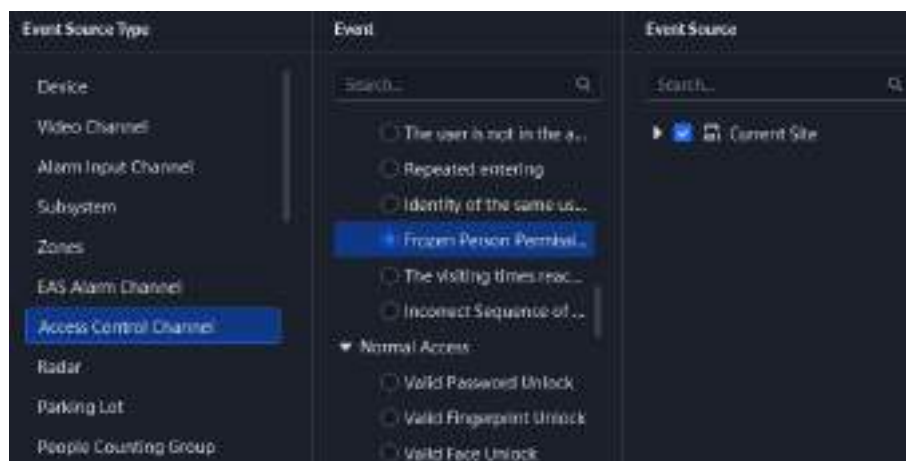 Event Source Type
Device
Video Channel
Alarm Input Channel
Subsystem
Zones
EAS Alarm Channel
Access Control Channel
Radar
Parking Lot
People Counting Group
Event
Search...
The user is not in the a...
Repeated entering
Identity of the same us...
Frozen Person Permissi...
The visiting times reac...
Incorrect Sequence of ...
Normal Access
Valid Password Unlock
Valid Fingerprint Unlock
Valid Face Unlock
Event Source
Search...
Current Site